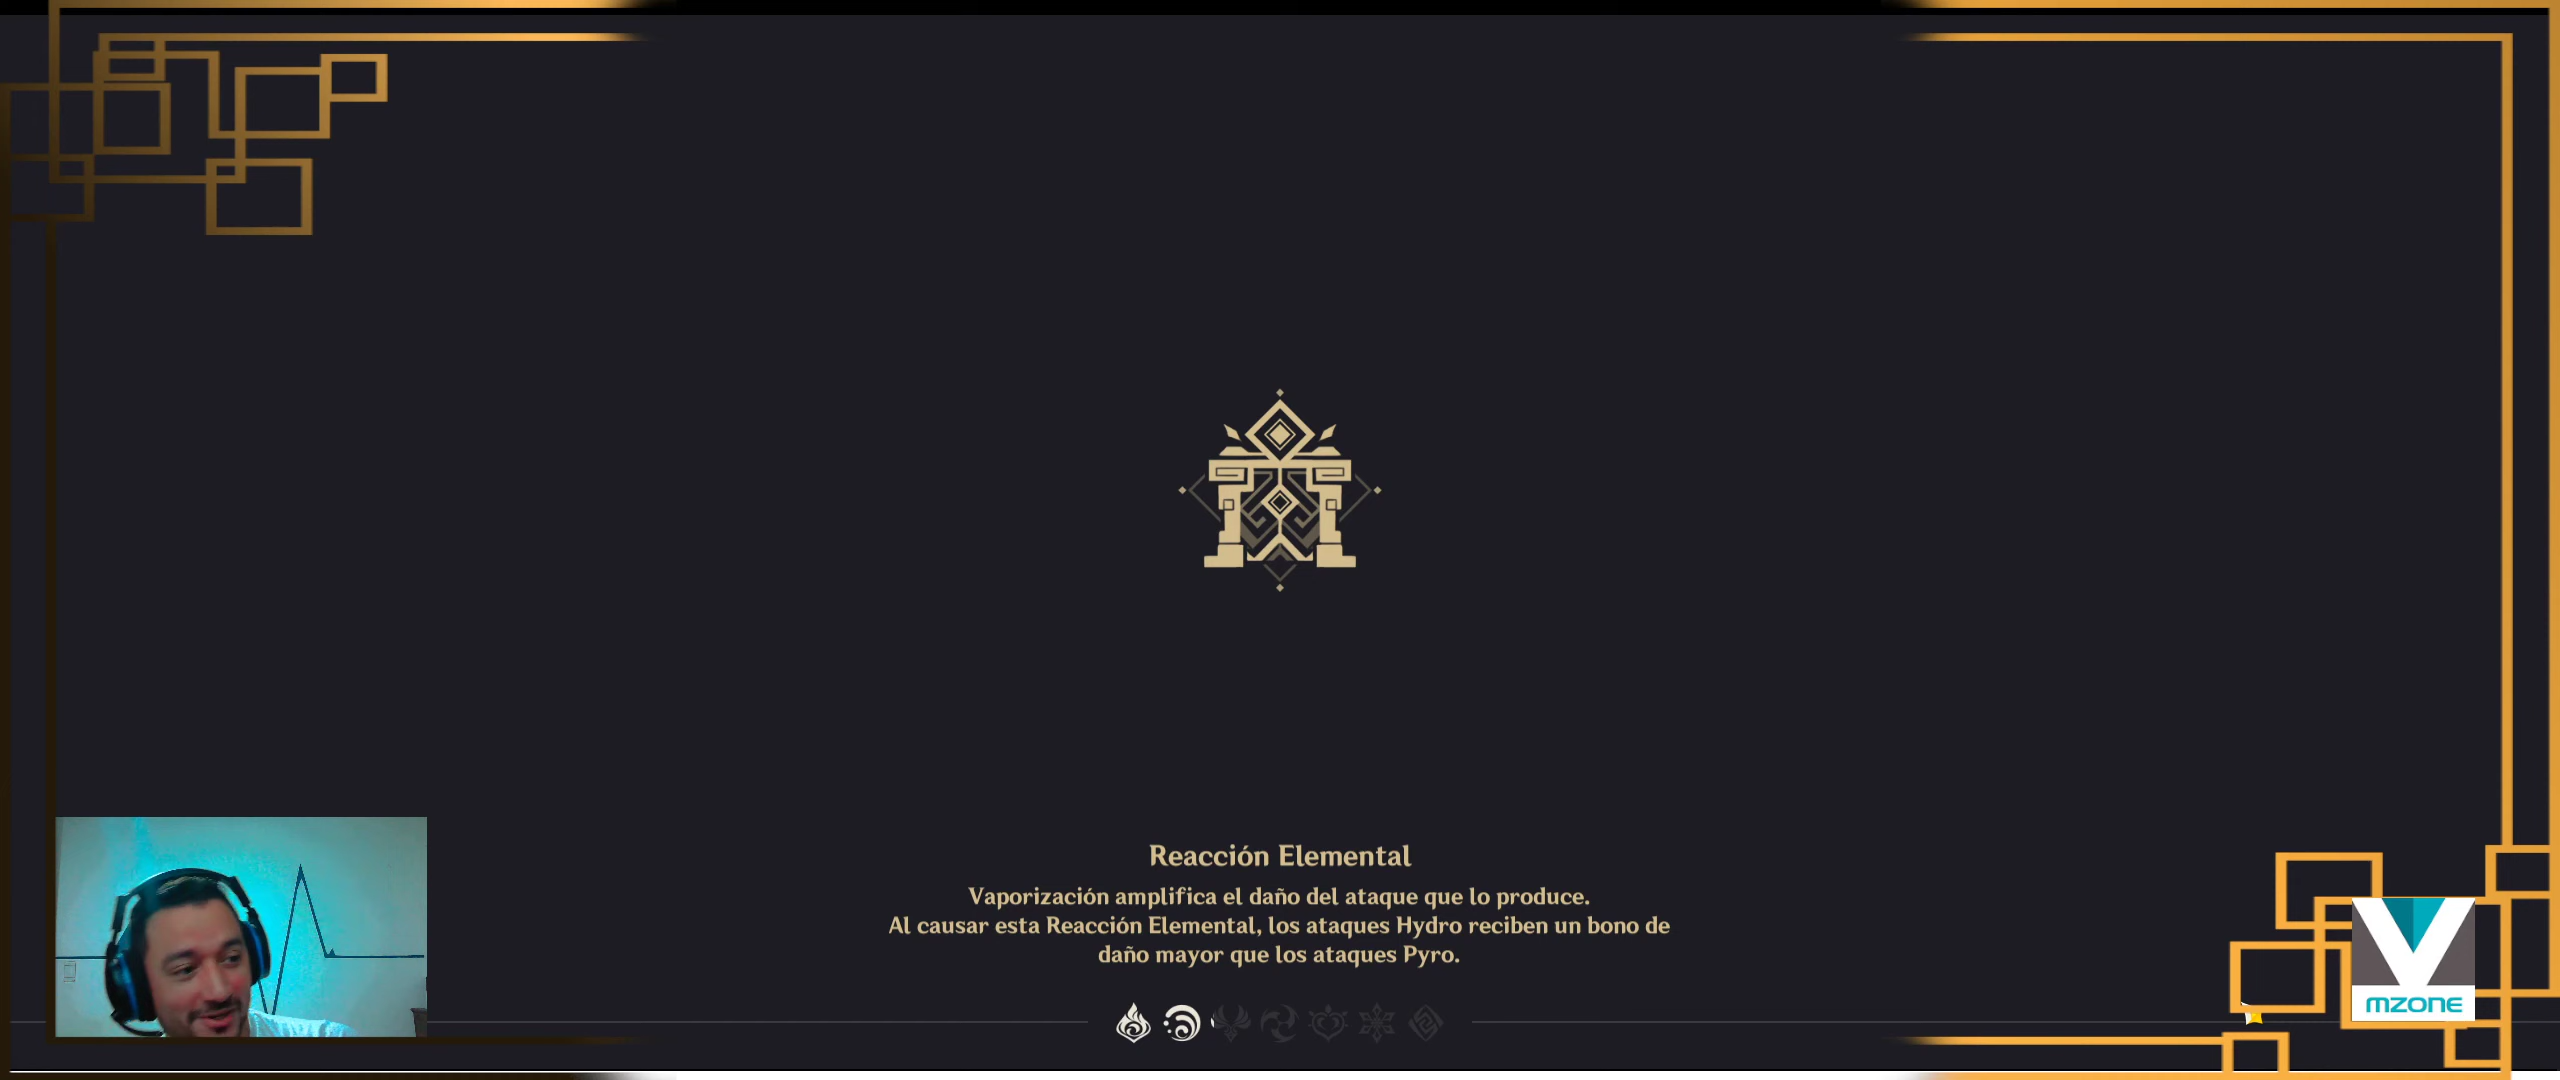 Reacción Elemental
Vaporización amplifica el daño del ataque que lo produce.
Al causar esta Reacción Elemental, los ataques Hydro reciben un bono de
daño mayor que los ataques Pyro.
MZONE